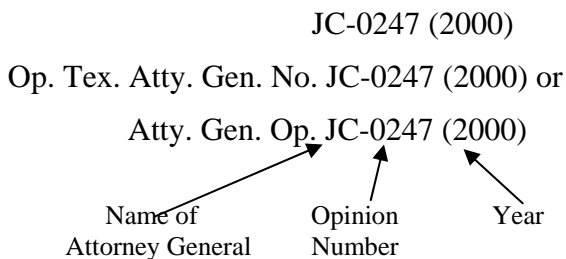 JC-0247 (2000)
Op. Tex. Atty. Gen. No. JC-0247 (2000) or
Atty. Gen. Op. JC-0247 (2000)
Name of Opinion Year
Attorney General Number